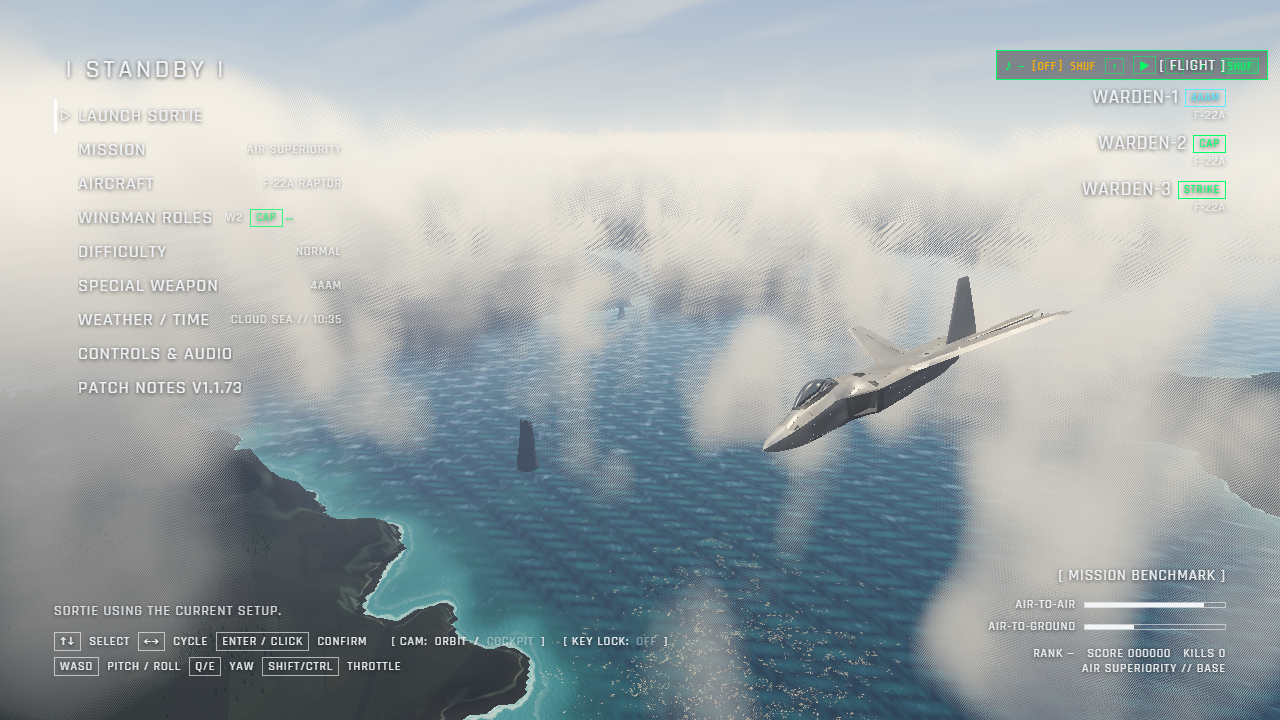 | STANDBY |
LAUNCH SORTIE
MISSION AIR SUPERIORITY
AIRCRAFT F-22A RAPTOR
WINGMAN ROLES W2 CAP
DIFFICULTY NORMAL
SPECIAL WEAPON 4AAM
WEATHER / TIME CLOUD SEA // 10:35
CONTROLS & AUDIO
PATCH NOTES V1.1.73
♪ — [OFF] SHUF ‹ ▶ [ FLIGHT ] SHUF
WARDEN-1 4AAM
F-22A
WARDEN-2 CAP
F-22A
WARDEN-3 STRIKE
F-22A
SORTIE USING THE CURRENT SETUP.
↑↓ SELECT ←→ CYCLE ENTER / CLICK CONFIRM [ CAM: ORBIT / COCKPIT ] [ KEY LOCK: OFF ]
WASD PITCH / ROLL Q/E YAW SHIFT/CTRL THROTTLE
[ MISSION BENCHMARK ]
AIR-TO-AIR
AIR-TO-GROUND
RANK — SCORE 000000 KILLS 0
AIR SUPERIORITY // BASE